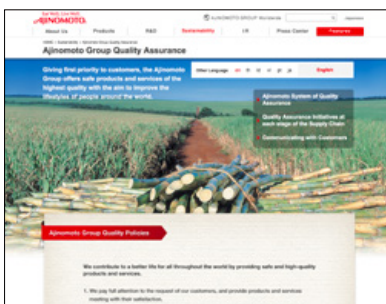 Eat Well, Live Well.
AJINOMOTO
AJINOMOTO GROUP Worldwide
About Us Products R&D Sustainability I R Press Center
Ajinomoto Group Quality Assurance
Giving first priority to customers, the Ajinomoto
Group offers safe products and services of the
highest quality with the aim to improve the
lifestyles of people around the world.
Other Language
English
Ajinomoto System of Quality
Assurance
Quality Assurance Initiatives at
each stage of the Supply Chain
Communicating with Customers
Ajinomoto Group Quality Policies
We contribute to a better life for all throughout the world by providing safe and high-quality
products and services.
1. We pay full attention to the request of our customers, and provide products and services
meeting with their satisfaction.